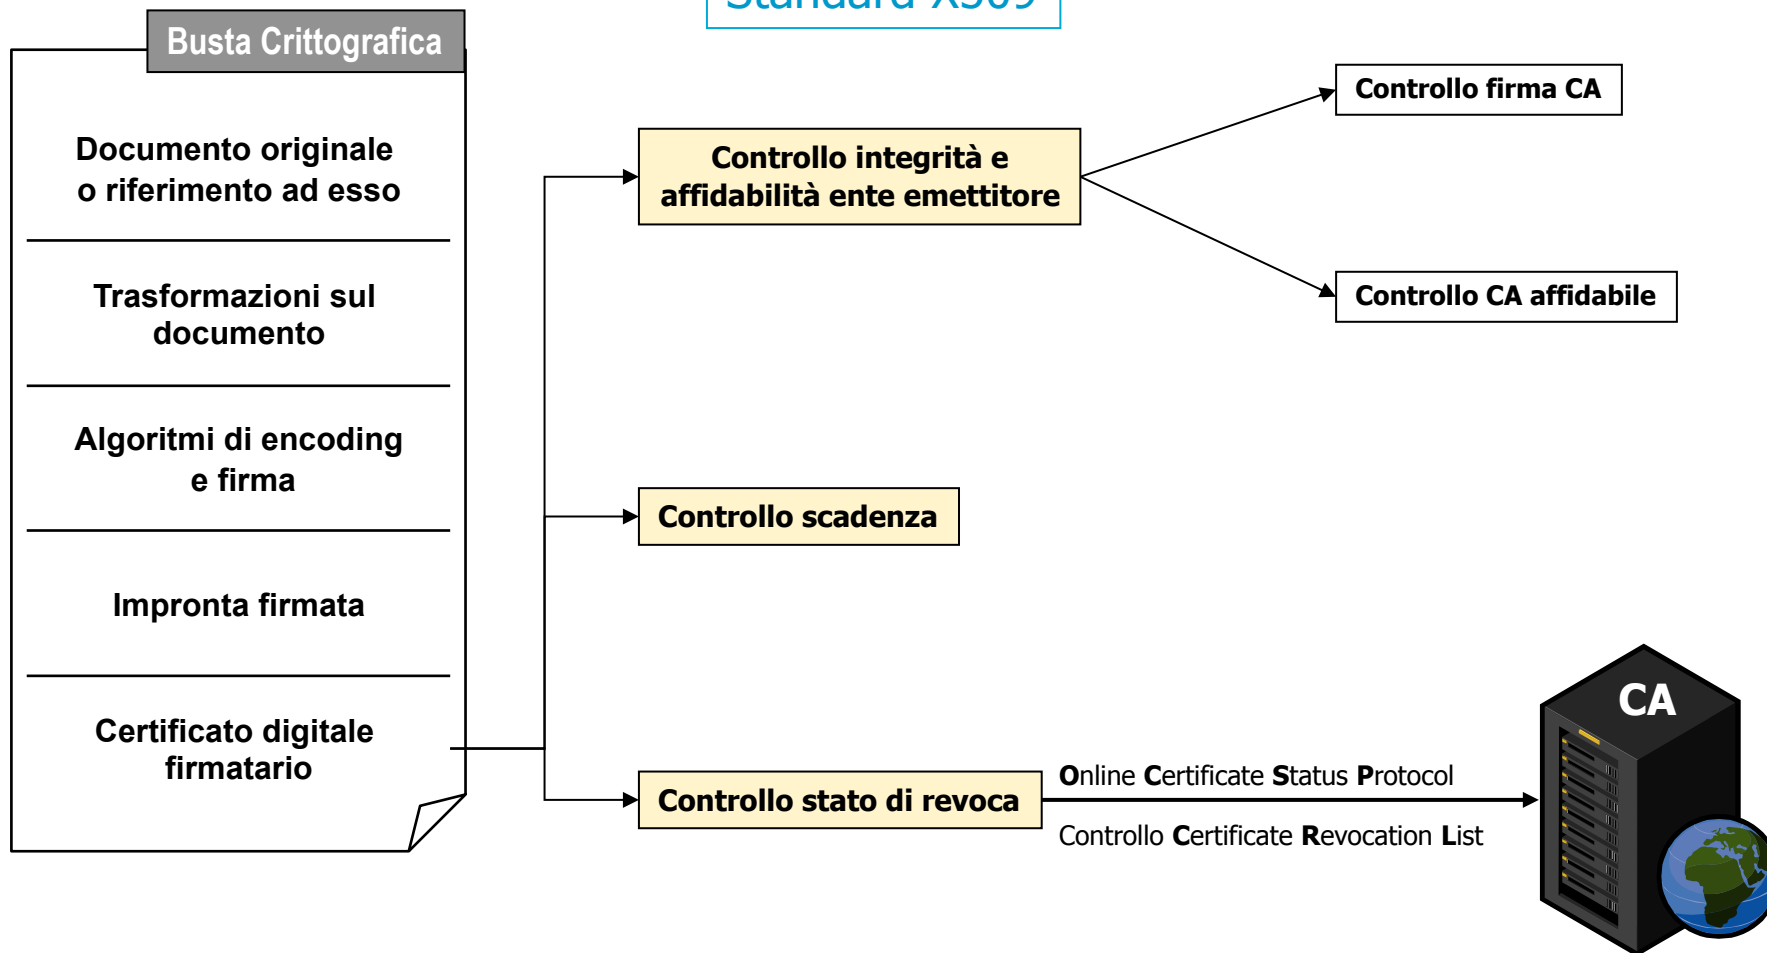 Standard X509
Busta Crittografica
Documento originale
o riferimento ad esso
Trasformazioni sul
documento
Algoritmi di encoding
e firma
Impronta firmata
Certificato digitale
firmatario
Controllo integrità e
affidabilità ente emettitore
Controllo firma CA
Controllo CA affidabile
Controllo scadenza
Controllo stato di revoca
Online Certificate Status Protocol
Controllo Certificate Revocation List
CA